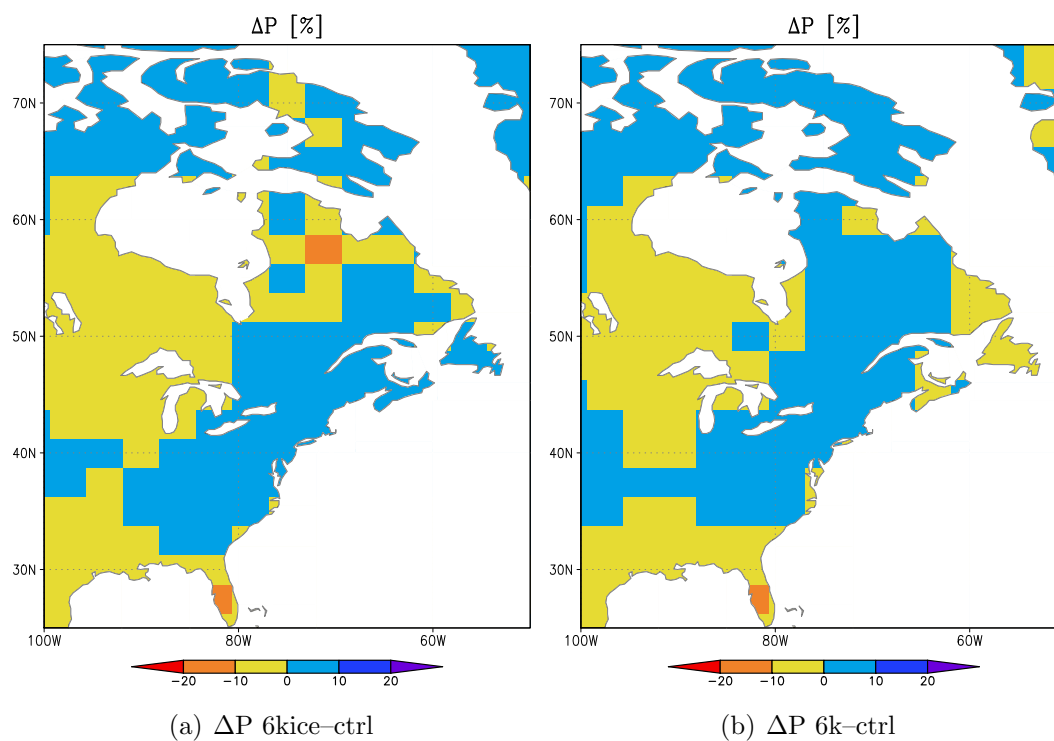 ΔP [%] ΔP [%]
70N 70N
60N 60N
50N 50N
40N 40N
30N 30N
100W 80W 60W 100W 80W 60W
−20 −10 0 10 20 −20 −10 0 10 20
(a) ΔP 6kice–ctrl (b) ΔP 6k–ctrl